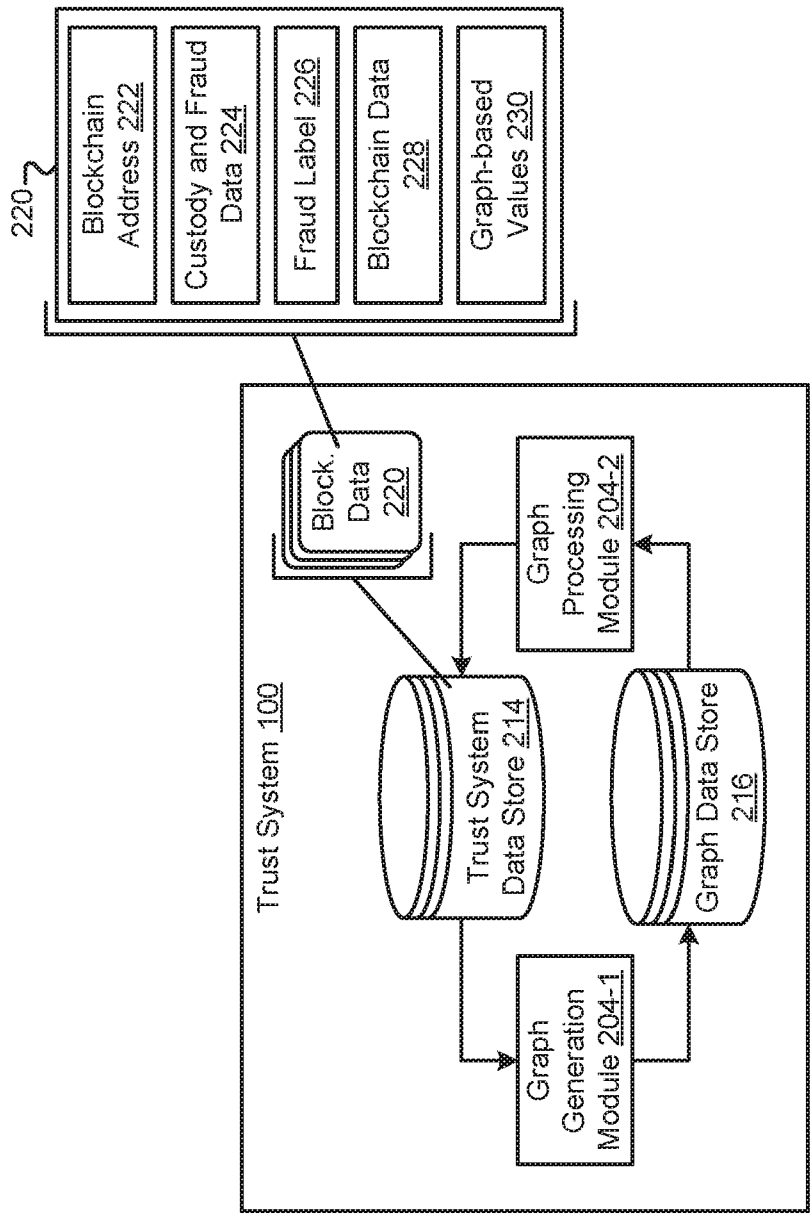 Trust System 100
Graph
Generation
Module 204-1
Trust System
Data Store 214
Graph Data Store
216
Graph
Processing
Module 204-2
Block.
Data
220
220
Blockchain
Address 222
Custody and Fraud
Data 224
Fraud Label 226
Blockchain Data
228
Graph-based
Values 230